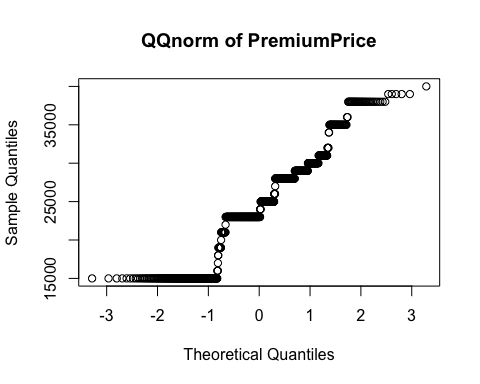 QQnorm of PremiumPrice
Sample Quantiles
35000
25000
15000
-3 -2 -1 0 1 2 3
Theoretical Quantiles